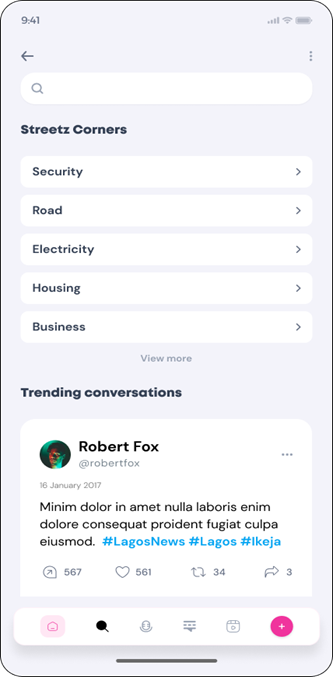 9:41
Streetz Corners
Security
Road
Electricity
Housing
Business
View more
Trending conversations
Robert Fox
@robertfox
16 January 2017
Minim dolor in amet nulla laboris enim
dolore consequat proident fugiat culpa
eiusmod. #LagosNews #Lagos #Ikeja
567 561 34 3